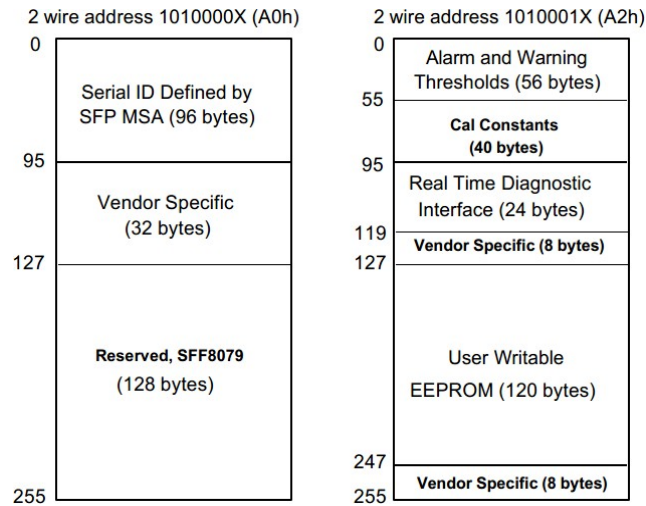 2 wire address 1010000X (A0h)
0
Serial ID Defined by
SFP MSA (96 bytes)
95
Vendor Specific
(32 bytes)
127
Reserved, SFF8079
(128 bytes)
255
2 wire address 1010001X (A2h)
0
Alarm and Warning
Thresholds (56 bytes)
55
Cal Constants
(40 bytes)
95
Real Time Diagnostic
Interface (24 bytes)
119
Vendor Specific (8 bytes)
127
User Writable
EEPROM (120 bytes)
247
Vendor Specific (8 bytes)
255